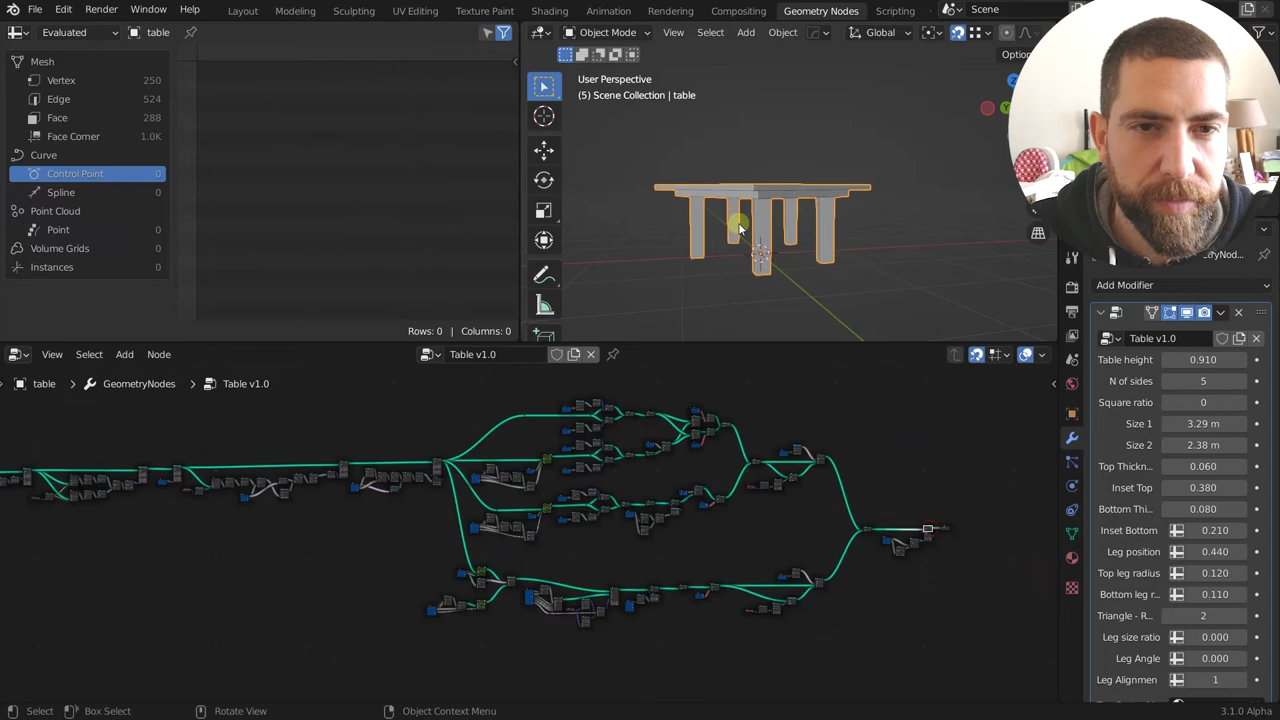 File Edit Render Window Help Layout Modeling Sculpting UV Editing Texture Paint Shading Animation Rendering Compositing Geometry Nodes Scripting Scene
Evaluated table
Object Mode View Select Add Object Global
Options
Mesh
Vertex 250
Edge 524
Face 288
Face Corner 1.0K
Curve
Control Point 0
Spline 0
Point Cloud
Point 0
Volume Grids
Instances 0
Rows: 0 | Columns: 0
User Perspective
(5) Scene Collection | table
Y
Add Modifier
Table v1.0
Table height 0.910
N of sides 5
Square ratio 0
Size 1 3.29 m
Size 2 2.38 m
Top Thickn... 0.060
Inset Top 0.380
Bottom Thi... 0.080
Inset Bottom 0.210
Leg position 0.440
Top leg radius 0.120
Bottom leg r... 0.110
Triangle - R... 2
Leg size ratio 0.000
Leg Angle 0.000
Leg Alignmen 1
View Select Add Node Table v1.0
table > GeometryNodes > Table v1.0
Select Box Select Rotate View Object Context Menu 3.1.0 Alpha